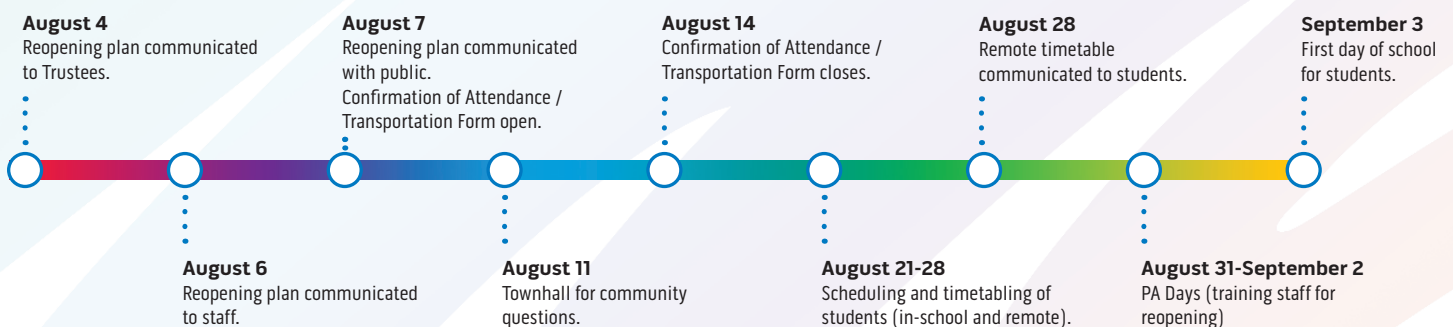 August 4
Reopening plan communicated
to Trustees.
August 6
Reopening plan communicated
to staff.
August 7
Reopening plan communicated
with public.
Confirmation of Attendance /
Transportation Form open.
August 11
Townhall for community
questions.
August 14
Confirmation of Attendance /
Transportation Form closes.
August 21-28
Scheduling and timetabling of
students (in-school and remote).
August 28
Remote timetable
communicated to students.
August 31-September 2
PA Days (training staff for
reopening)
September 3
First day of school
for students.